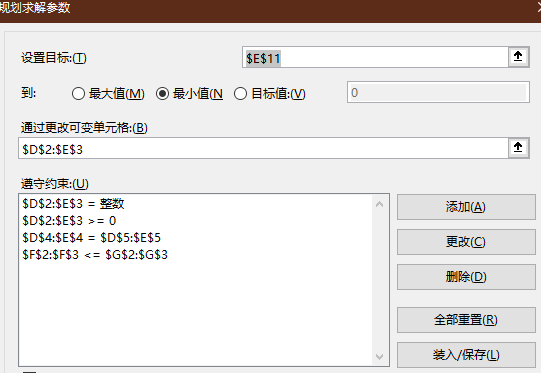 规划求解参数
设置目标:(T)
$E$11
到:
最大值(M)
最小值(N
目标值:(V)
0
通过更改可变单元格:(B)
$D$2:$E$3
遵守约束:(U)
$D$2:$E$3 = 整数
$D$2:$E$3 >= 0
$D$4:$E$4 = $D$5:$E$5
$F$2:$F$3 <= $G$2:$G$3
添加(A)
更改(C)
删除(D)
全部重置(R)
装入/保存(L)